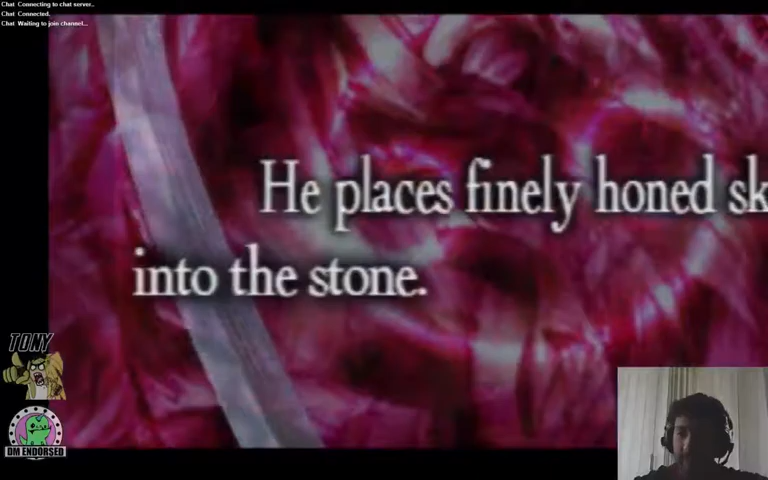 Chat Connecting to chat server..
Chat Connected.
Chat Waiting to join channel...
He places finely honed sk
into the stone.
TONY
DM ENDORSED